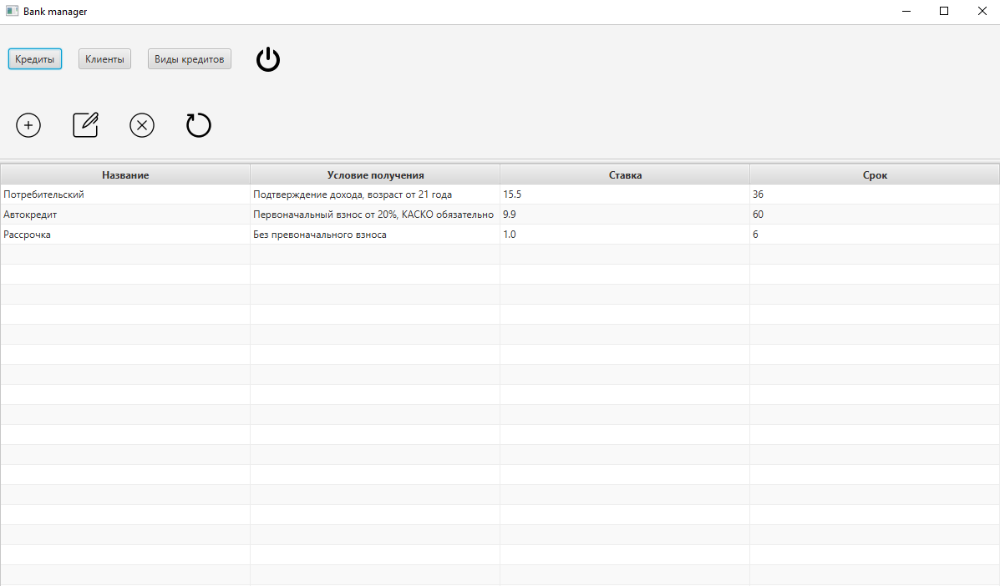 Bank manager
Кредиты Клиенты Виды кредитов
Название Условие получения Ставка Срок
Потребительский Подтверждение дохода, возраст от 21 года 15.5 36
Автокредит Первоначальный взнос от 20%, КАСКО обязательно 9.9 60
Рассрочка Без превоначального взноса 1.0 6